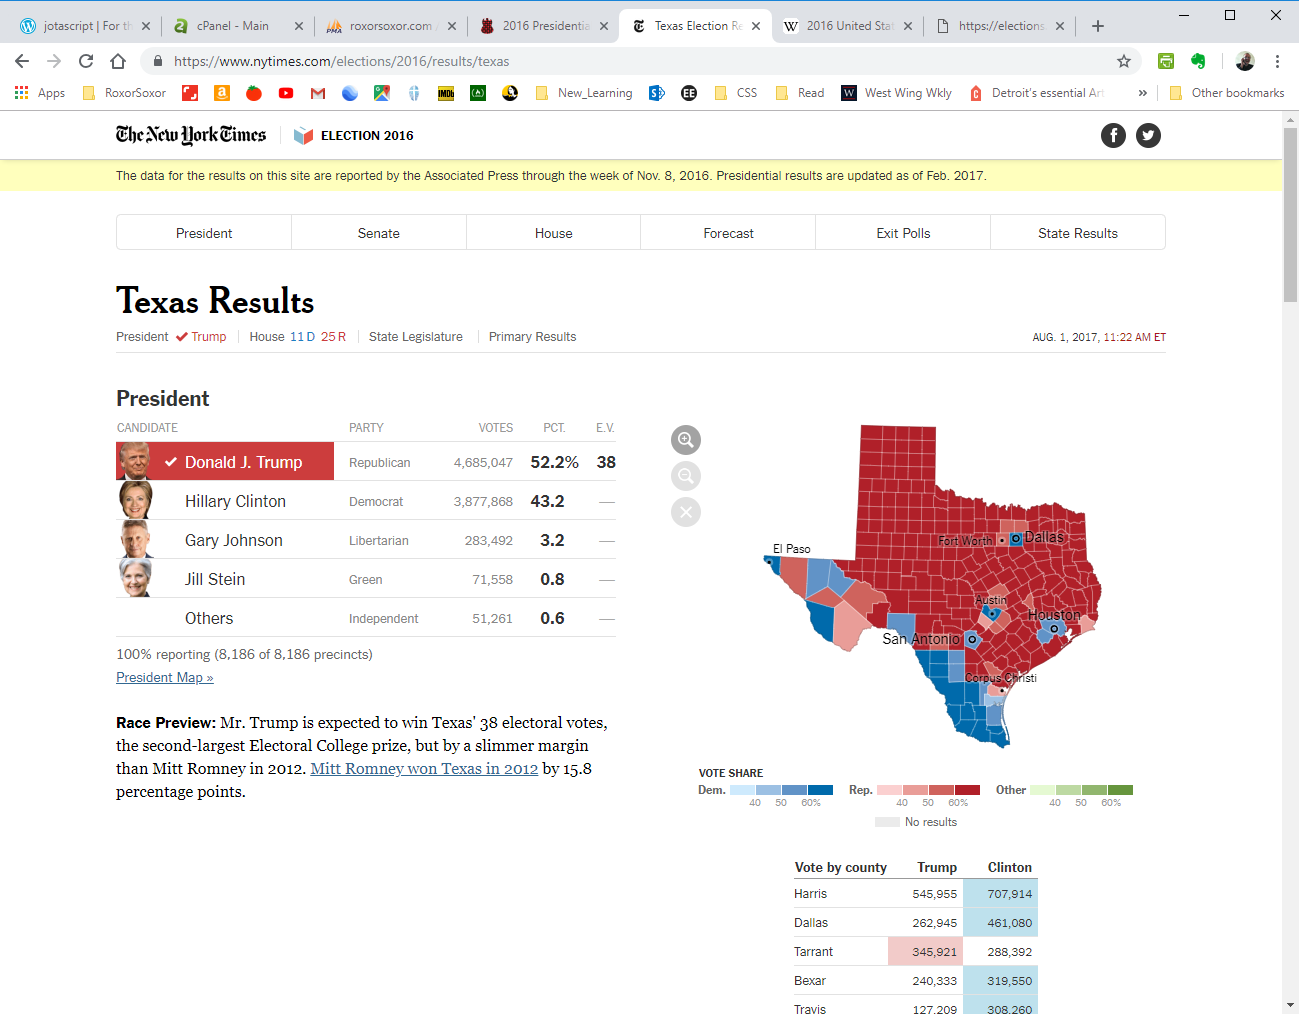 jotascript | For th
cPanel - Main
roxorsoxor.com
2016 Presidentia
Texas Election Re
2016 United Stat
https://elections.
https://www.nytimes.com/elections/2016/results/texas
Apps
RoxorSoxor
New_Learning
CSS
Read
West Wing Wkly
Detroit's essential Art
»
Other bookmarks
The New York Times
ELECTION 2016
The data for the results on this site are reported by the Associated Press through the week of Nov. 8, 2016. Presidential results are updated as of Feb. 2017.
President Senate House Forecast Exit Polls State Results
Texas Results
President Trump House 11 D 25 R State Legislature Primary Results AUG. 1, 2017, 11:22 AM ET
President
CANDIDATE PARTY VOTES PCT. E.V.
Donald J. Trump Republican 4,685,047 52.2% 38
Hillary Clinton Democrat 3,877,868 43.2 —
Gary Johnson Libertarian 283,492 3.2 —
Jill Stein Green 71,558 0.8 —
Others Independent 51,261 0.6 —
100% reporting (8,186 of 8,186 precincts)
President Map »
Race Preview: Mr. Trump is expected to win Texas' 38 electoral votes,
the second-largest Electoral College prize, but by a slimmer margin
than Mitt Romney in 2012. Mitt Romney won Texas in 2012 by 15.8
percentage points.
Fort Worth
Dallas
El Paso
Austin
Houston
San Antonio
Corpus Christi
VOTE SHARE
Dem. Rep. Other
40 50 60% 40 50 60% 40 50 60%
No results
Vote by county Trump Clinton
Harris 545,955 707,914
Dallas 262,945 461,080
Tarrant 345,921 288,392
Bexar 240,333 319,550
Travis 127,209 308,260